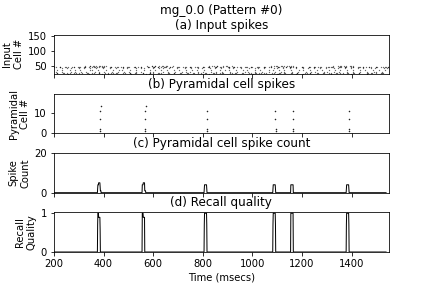 mg_0.0 (Pattern #0)
(a) Input spikes
Input
Cell #
150
100
50
(b) Pyramidal cell spikes
Pyramidal
Cell #
10
0
(c) Pyramidal cell spike count
Spike
Count
20
0
(d) Recall quality
Recall
Quality
1
0
200 400 600 800 1000 1200 1400
Time (msecs)